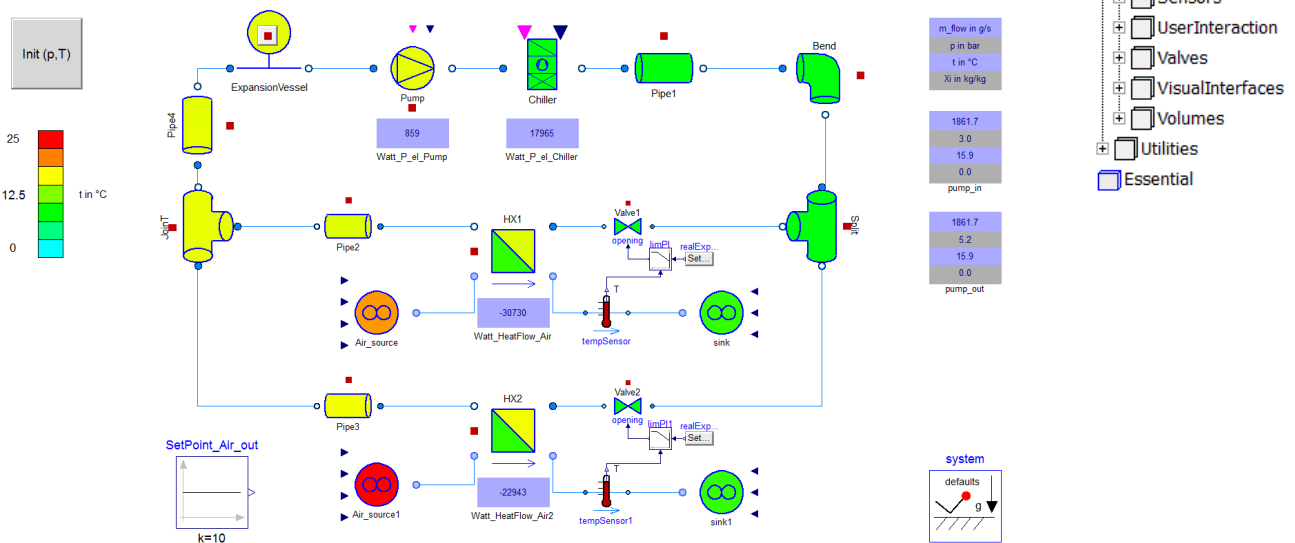 Sensors
UserInteraction
Valves
VisualInterfaces
Volumes
Utilities
Essential
Init (p,T)
ExpansionVessel
Pump
Chiller
Pipe1
Bend
859
Watt_P_el_Pump
17965
Watt_P_el_Chiller
m_flow in g/s
p in bar
t in °C
Xi in kg/kg
1861.7
3.0
15.9
0.0
pump_in
1861.7
5.2
15.9
0.0
pump_out
25
12.5
0
t in °C
Pipe4
JoinT
Pipe2
HX1
Valve1
opening
limPI
realExp...
Set...
Split
T
Air_source
-30730
Watt_HeatFlow_Air
tempSensor
sink
Pipe3
HX2
Valve2
opening
limPI1
realExp...
Set...
T
Air_source1
-22943
Watt_HeatFlow_Air2
tempSensor1
sink1
SetPoint_Air_out
k=10
system
defaults
g